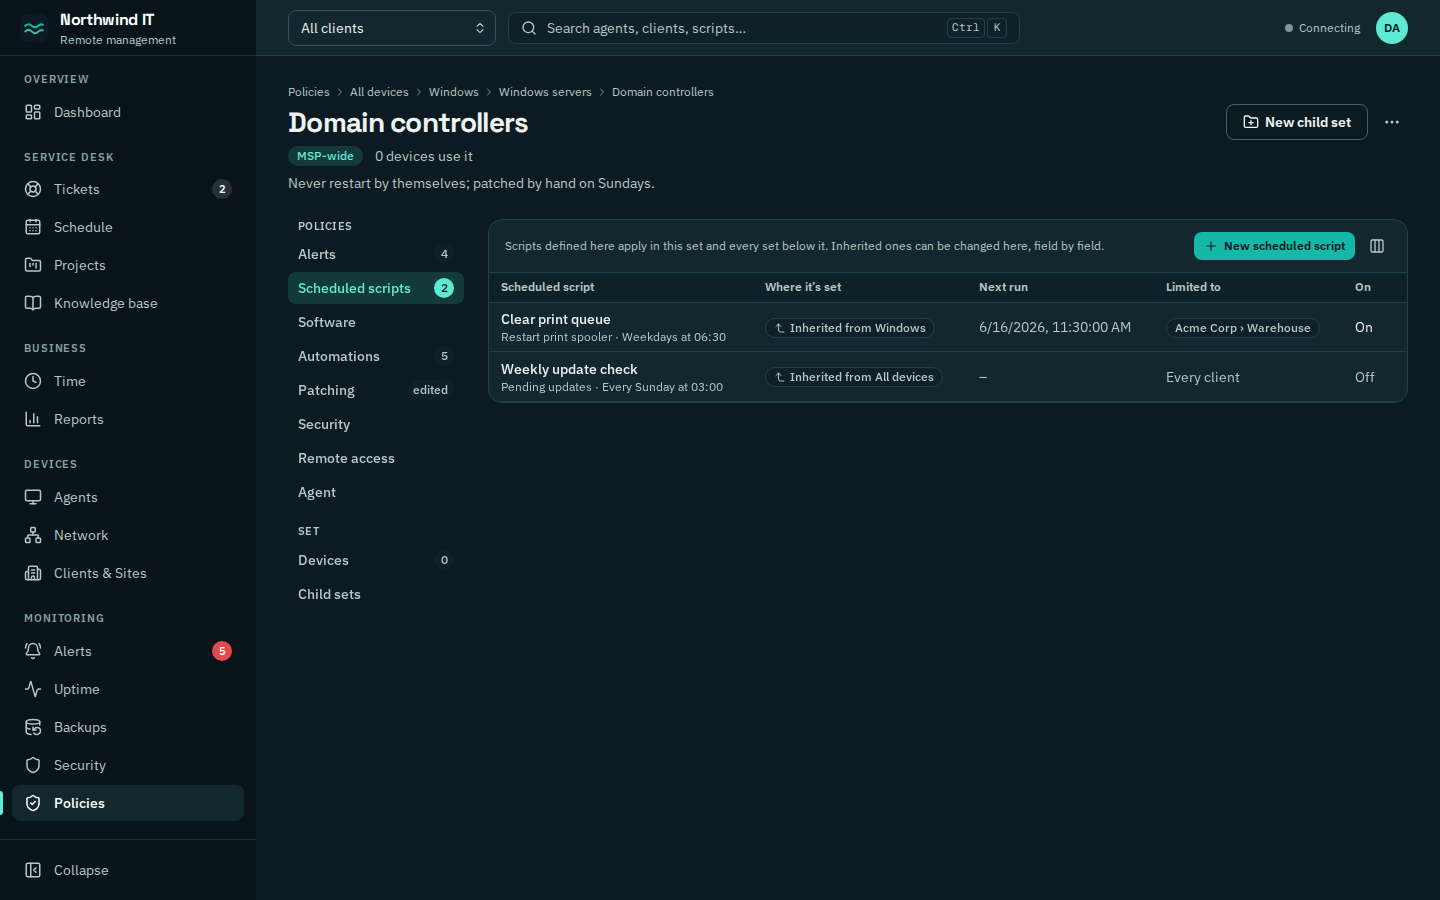 Northwind IT
Remote management
All clients
Search agents, clients, scripts...
Ctrl K
Connecting
DA
OVERVIEW
Dashboard
SERVICE DESK
Tickets 2
Schedule
Projects
Knowledge base
BUSINESS
Time
Reports
DEVICES
Agents
Network
Clients & Sites
MONITORING
Alerts 5
Uptime
Backups
Security
Policies
Collapse
Policies > All devices > Windows > Windows servers > Domain controllers
Domain controllers
New child set
MSP-wide 0 devices use it
Never restart by themselves; patched by hand on Sundays.
POLICIES
Alerts 4
Scheduled scripts 2
Software
Automations 5
Patching edited
Security
Remote access
Agent
SET
Devices 0
Child sets
Scripts defined here apply in this set and every set below it. Inherited ones can be changed here, field by field.
New scheduled script
Scheduled script Where it's set Next run Limited to On
Clear print queue
Restart print spooler · Weekdays at 06:30
Inherited from Windows
6/16/2026, 11:30:00 AM
Acme Corp › Warehouse
On
Weekly update check
Pending updates · Every Sunday at 03:00
Inherited from All devices
–
Every client
Off